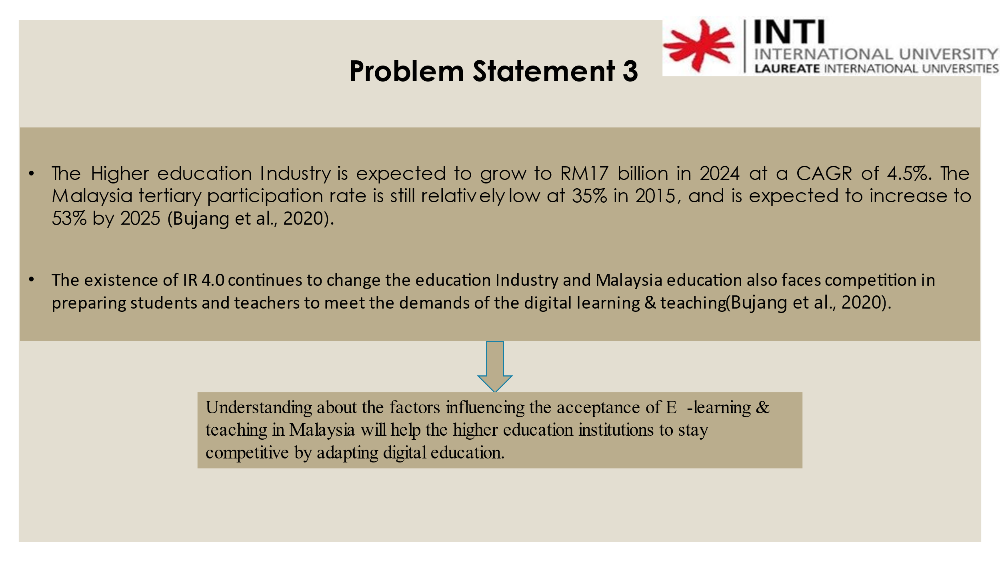 INTI
INTERNATIONAL UNIVERSITY
LAUREATE INTERNATIONAL UNIVERSITIES
Problem Statement 3
• The Higher education Industry is expected to grow to RM17 billion in 2024 at a CAGR of 4.5%. The
Malaysia tertiary participation rate is still relatively low at 35% in 2015, and is expected to increase to
53% by 2025 (Bujang et al., 2020).
• The existence of IR 4.0 continues to change the education Industry and Malaysia education also faces competition in
preparing students and teachers to meet the demands of the digital learning & teaching(Bujang et al., 2020).
Understanding about the factors influencing the acceptance of E -learning &
teaching in Malaysia will help the higher education institutions to stay
competitive by adapting digital education.